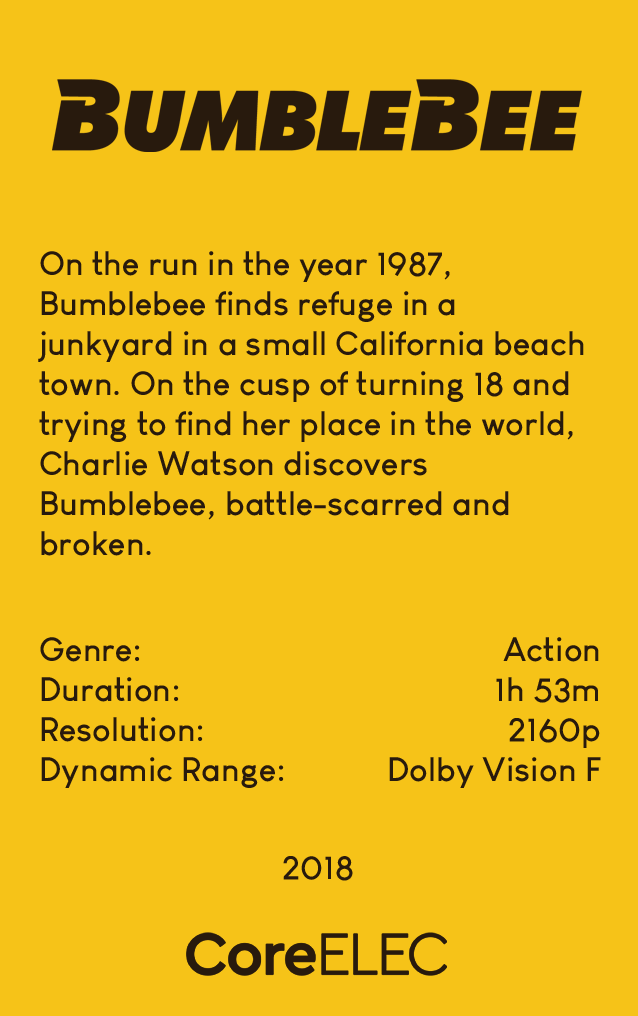 BUMBLEBEE
On the run in the year 1987,
Bumblebee finds refuge in a
junkyard in a small California beach
town. On the cusp of turning 18 and
trying to find her place in the world,
Charlie Watson discovers
Bumblebee, battle-scarred and
broken.
Genre: Action
Duration: 1h 53m
Resolution: 2160p
Dynamic Range: Dolby Vision F
2018
CoreELEC